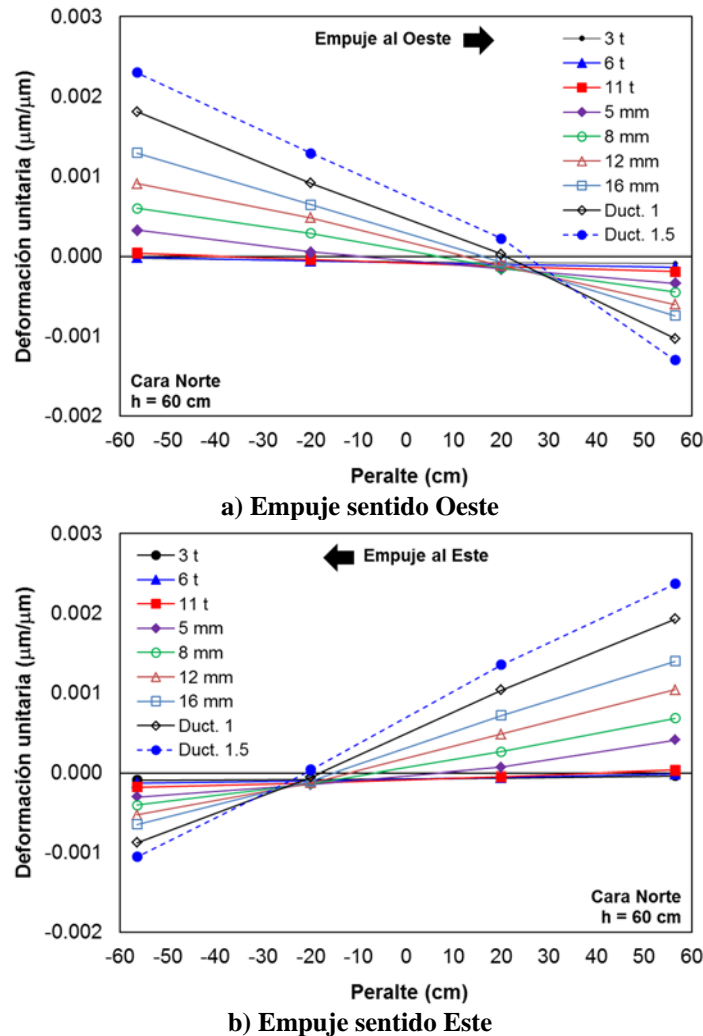 0.003
0.002
0.001
0.000
-0.001
-0.002
Deformación unitaria (μm/μm)
Empuje al Oeste
3 t
6 t
11 t
5 mm
8 mm
12 mm
16 mm
Duct. 1
Duct. 1.5
Cara Norte
h = 60 cm
-60 -50 -40 -30 -20 -10 0 10 20 30 40 50 60
Peralte (cm)
a) Empuje sentido Oeste
0.003
0.002
0.001
0.000
-0.001
-0.002
Deformación unitaria (μm/μm)
Empuje al Este
3 t
6 t
11 t
5 mm
8 mm
12 mm
16 mm
Duct. 1
Duct. 1.5
Cara Norte
h = 60 cm
-60 -50 -40 -30 -20 -10 0 10 20 30 40 50 60
Peralte (cm)
b) Empuje sentido Este